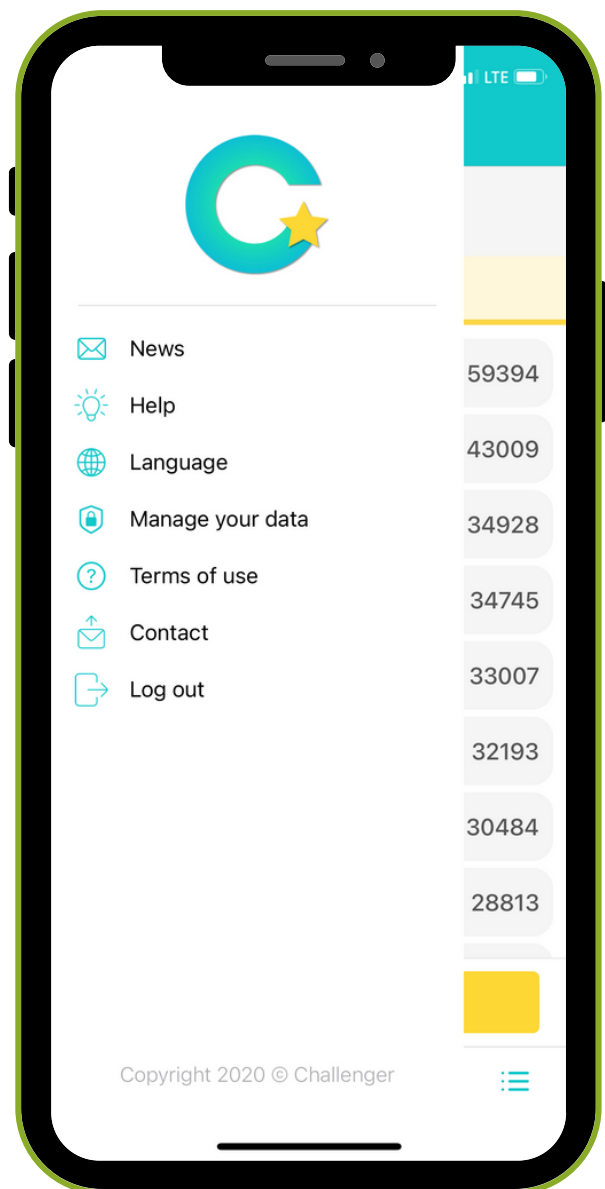 LTE
News
Help
Language
Manage your data
Terms of use
Contact
Log out
59394
43009
34928
34745
33007
32193
30484
28813
Copyright 2020 © Challenger